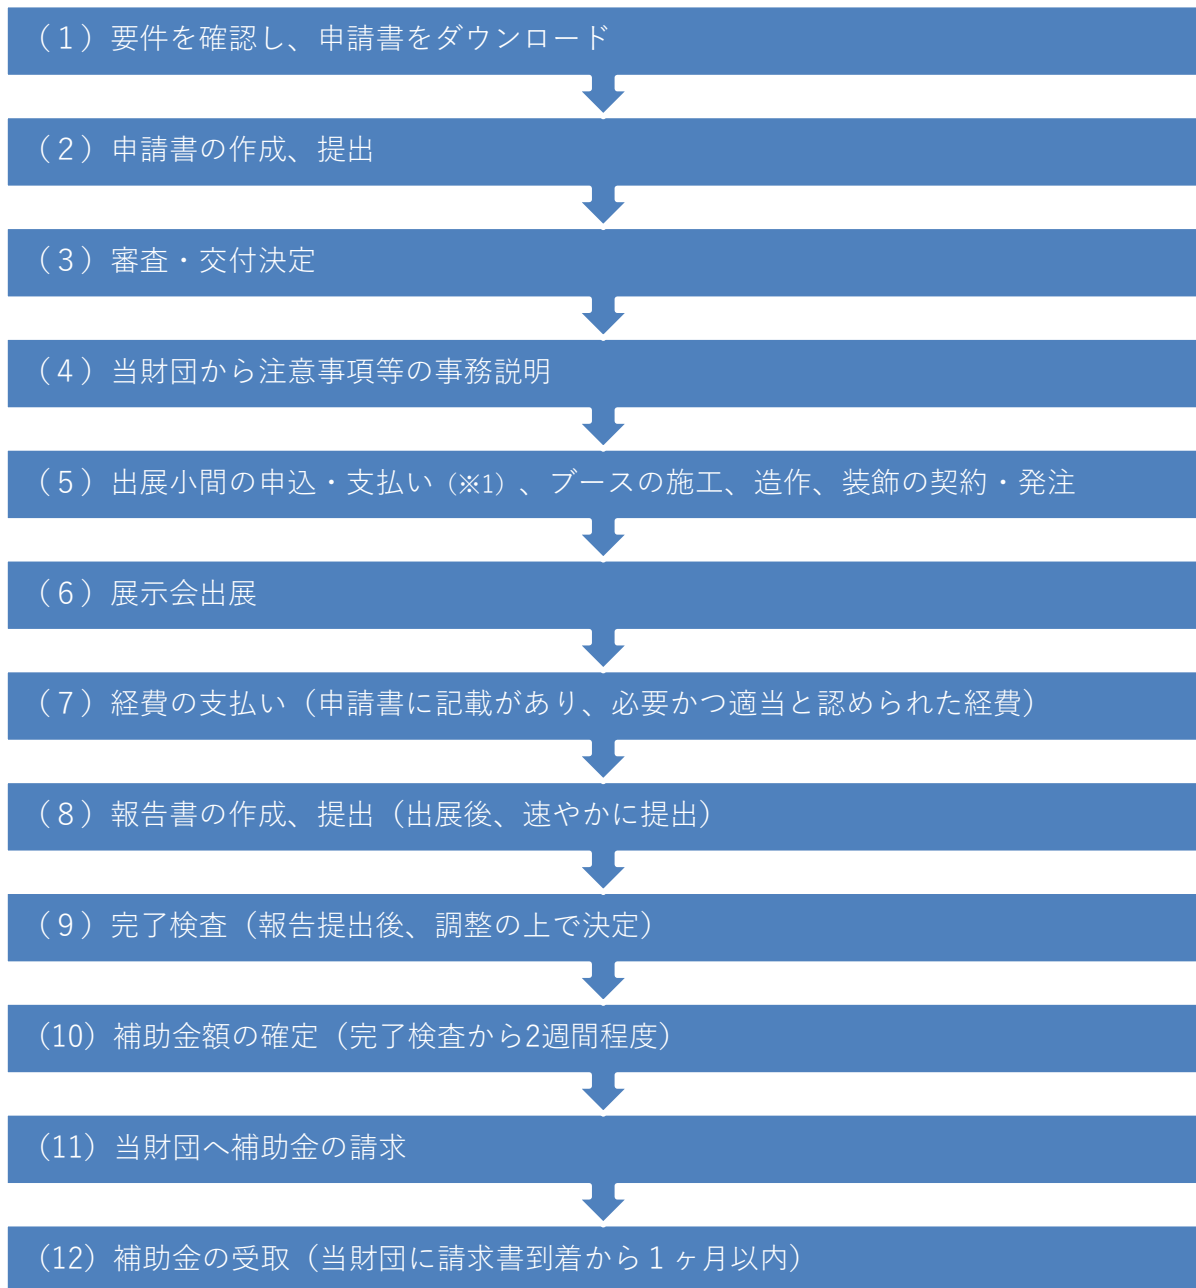 （１）要件を確認し、申請書をダウンロード
（２）申請書の作成、提出
（３）審査・交付決定
（４）当財団から注意事項等の事務説明
（５）出展小間の申込・支払い（※1）、ブースの施工、造作、装飾の契約・発注
（６）展示会出展
（７）経費の支払い（申請書に記載があり、必要かつ適当と認められた経費）
（８）報告書の作成、提出（出展後、速やかに提出）
（９）完了検査（報告提出後、調整の上で決定）
（10）補助金額の確定（完了検査から2週間程度）
（11）当財団へ補助金の請求
（12）補助金の受取（当財団に請求書到着から１ヶ月以内）